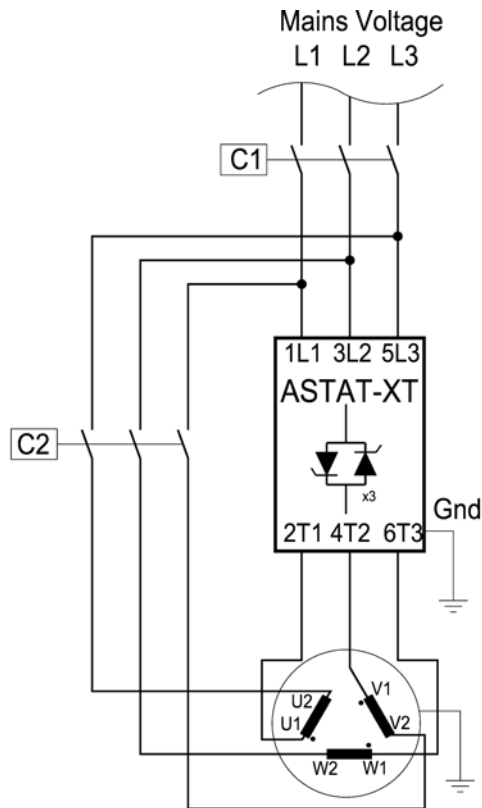 Mains Voltage
L1 L2 L3
C1
1L1 3L2 5L3
ASTAT-XT
C2
x3
2T1 4T2 6T3
Gnd
U2 V1
U1 V2
W2 W1